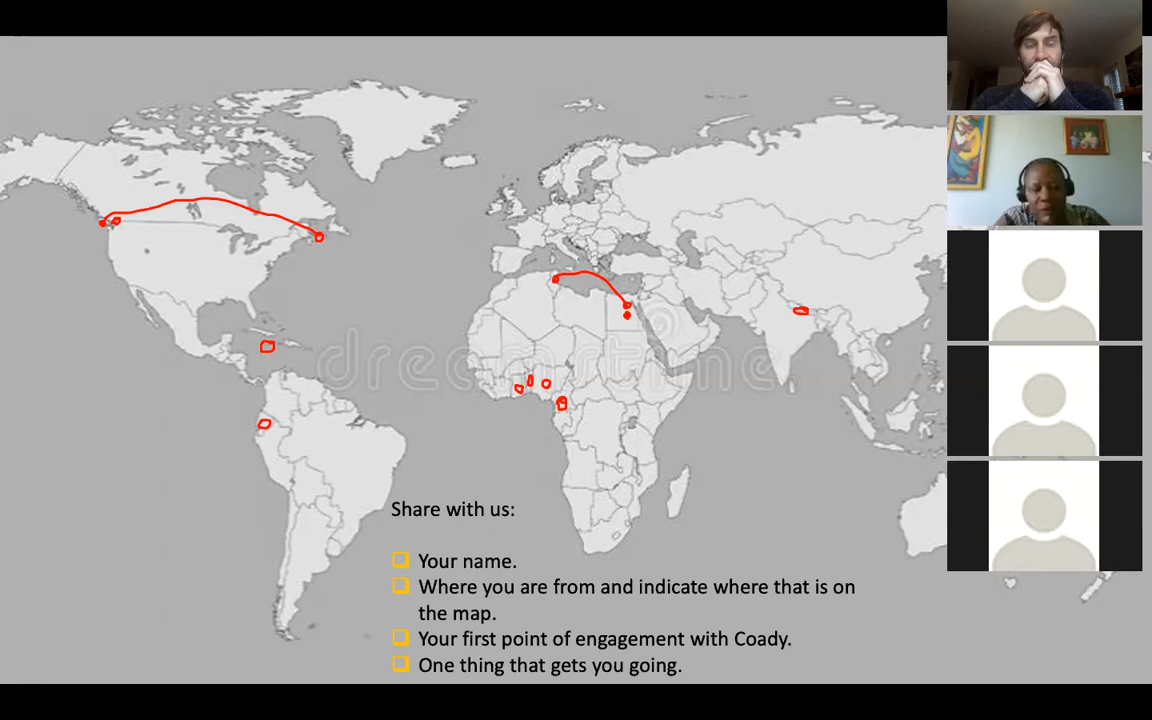 dreamstime
Share with us:
Your name.
Where you are from and indicate where that is on
the map.
Your first point of engagement with Coady.
One thing that gets you going.